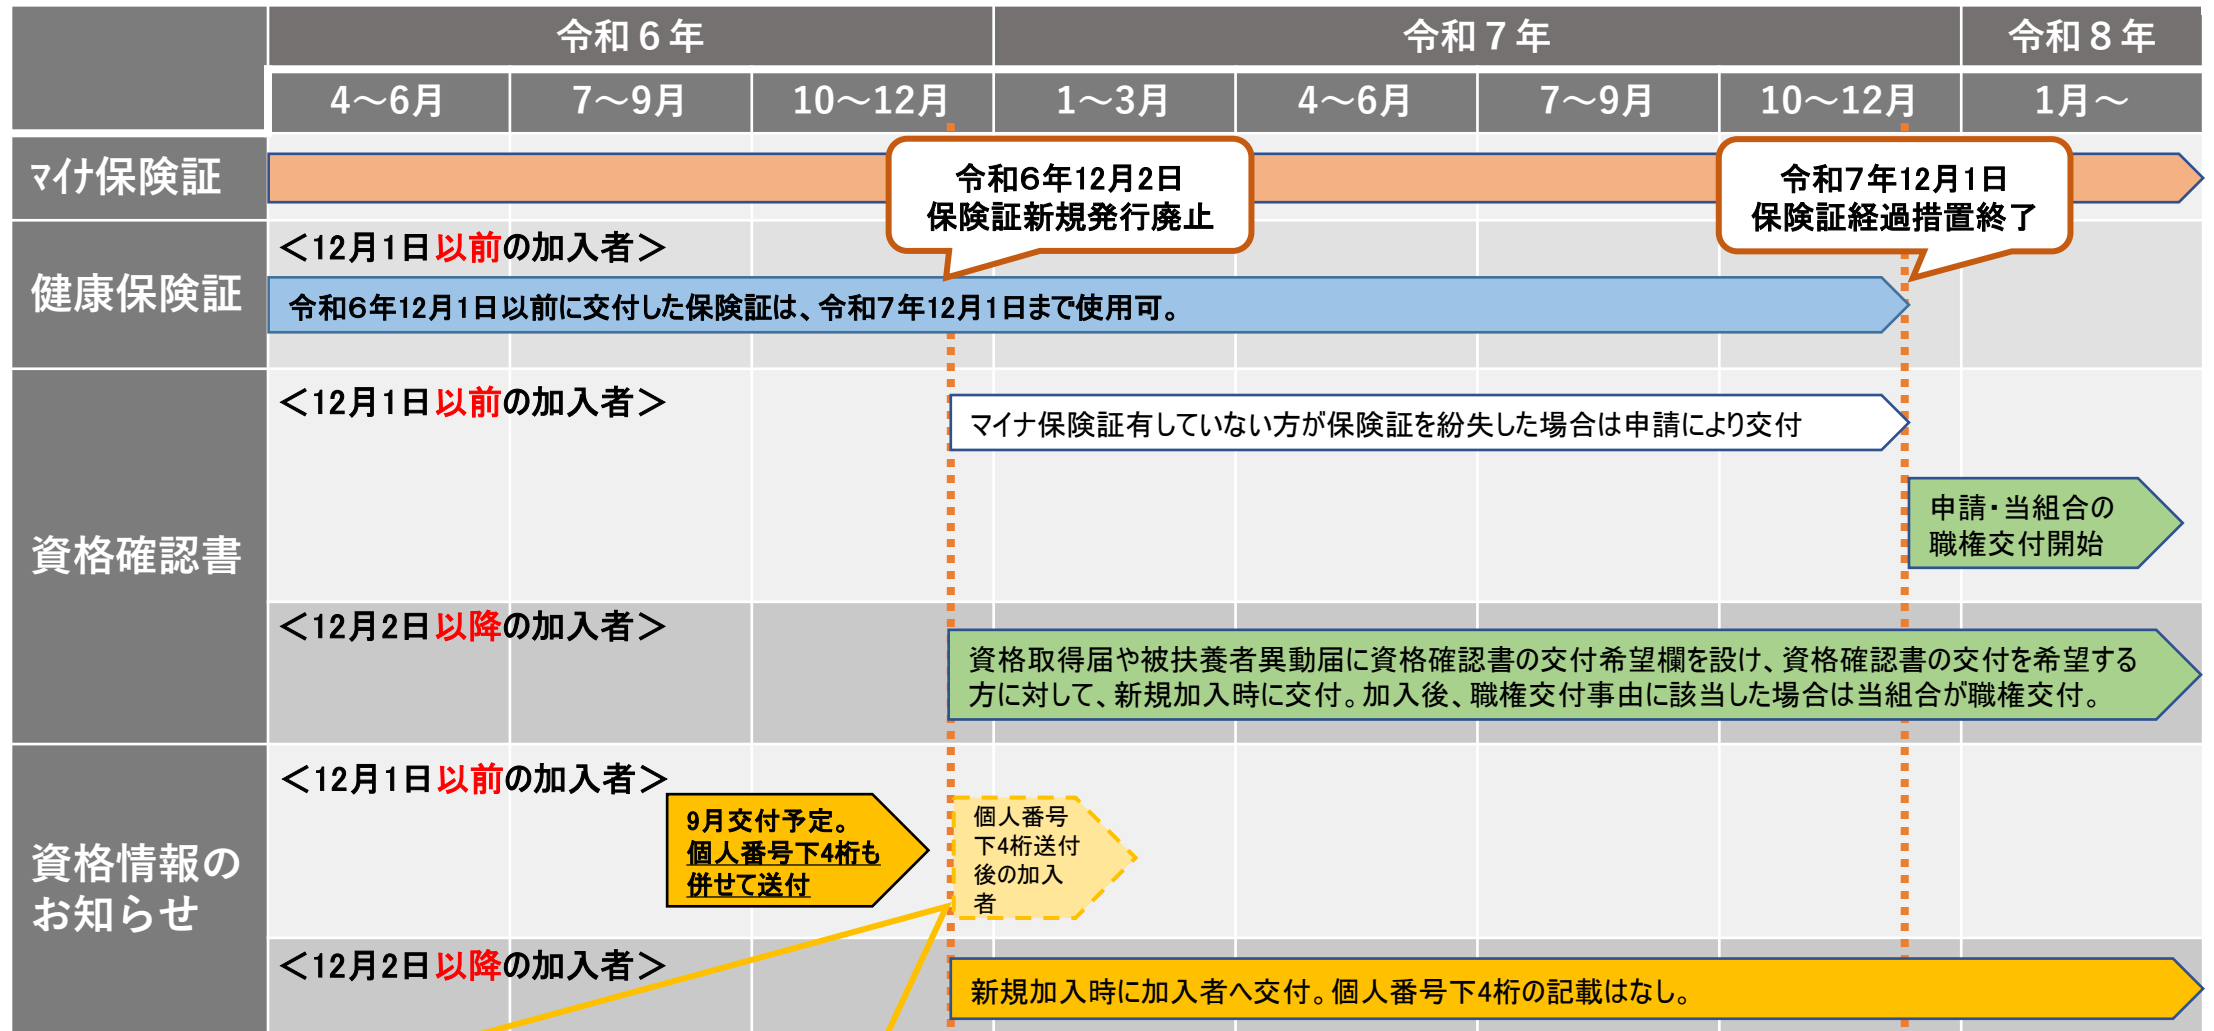 令和６年
令和７年
令和８年
4～6月
7～9月
10～12月
1～3月
4～6月
7～9月
10～12月
1月～
ﾏｲﾅ保険証
令和6年12月2日
保険証新規発行廃止
令和7年12月1日
保険証経過措置終了
健康保険証
＜12月1日以前の加入者＞
令和6年12月1日以前に交付した保険証は、令和7年12月1日まで使用可。
資格確認書
＜12月1日以前の加入者＞
マイナ保険証有していない方が保険証を紛失した場合は申請により交付
申請・当組合の
職権交付開始
＜12月2日以降の加入者＞
資格取得届や被扶養者異動届に資格確認書の交付希望欄を設け、資格確認書の交付を希望する
方に対して、新規加入時に交付。加入後、職権交付事由に該当した場合は当組合が職権交付。
資格情報の
お知らせ
＜12月1日以前の加入者＞
9月交付予定。
個人番号下4桁も
併せて送付
個人番号
下4桁送付
後の加入
者
＜12月2日以降の加入者＞
新規加入時に加入者へ交付。個人番号下4桁の記載はなし。